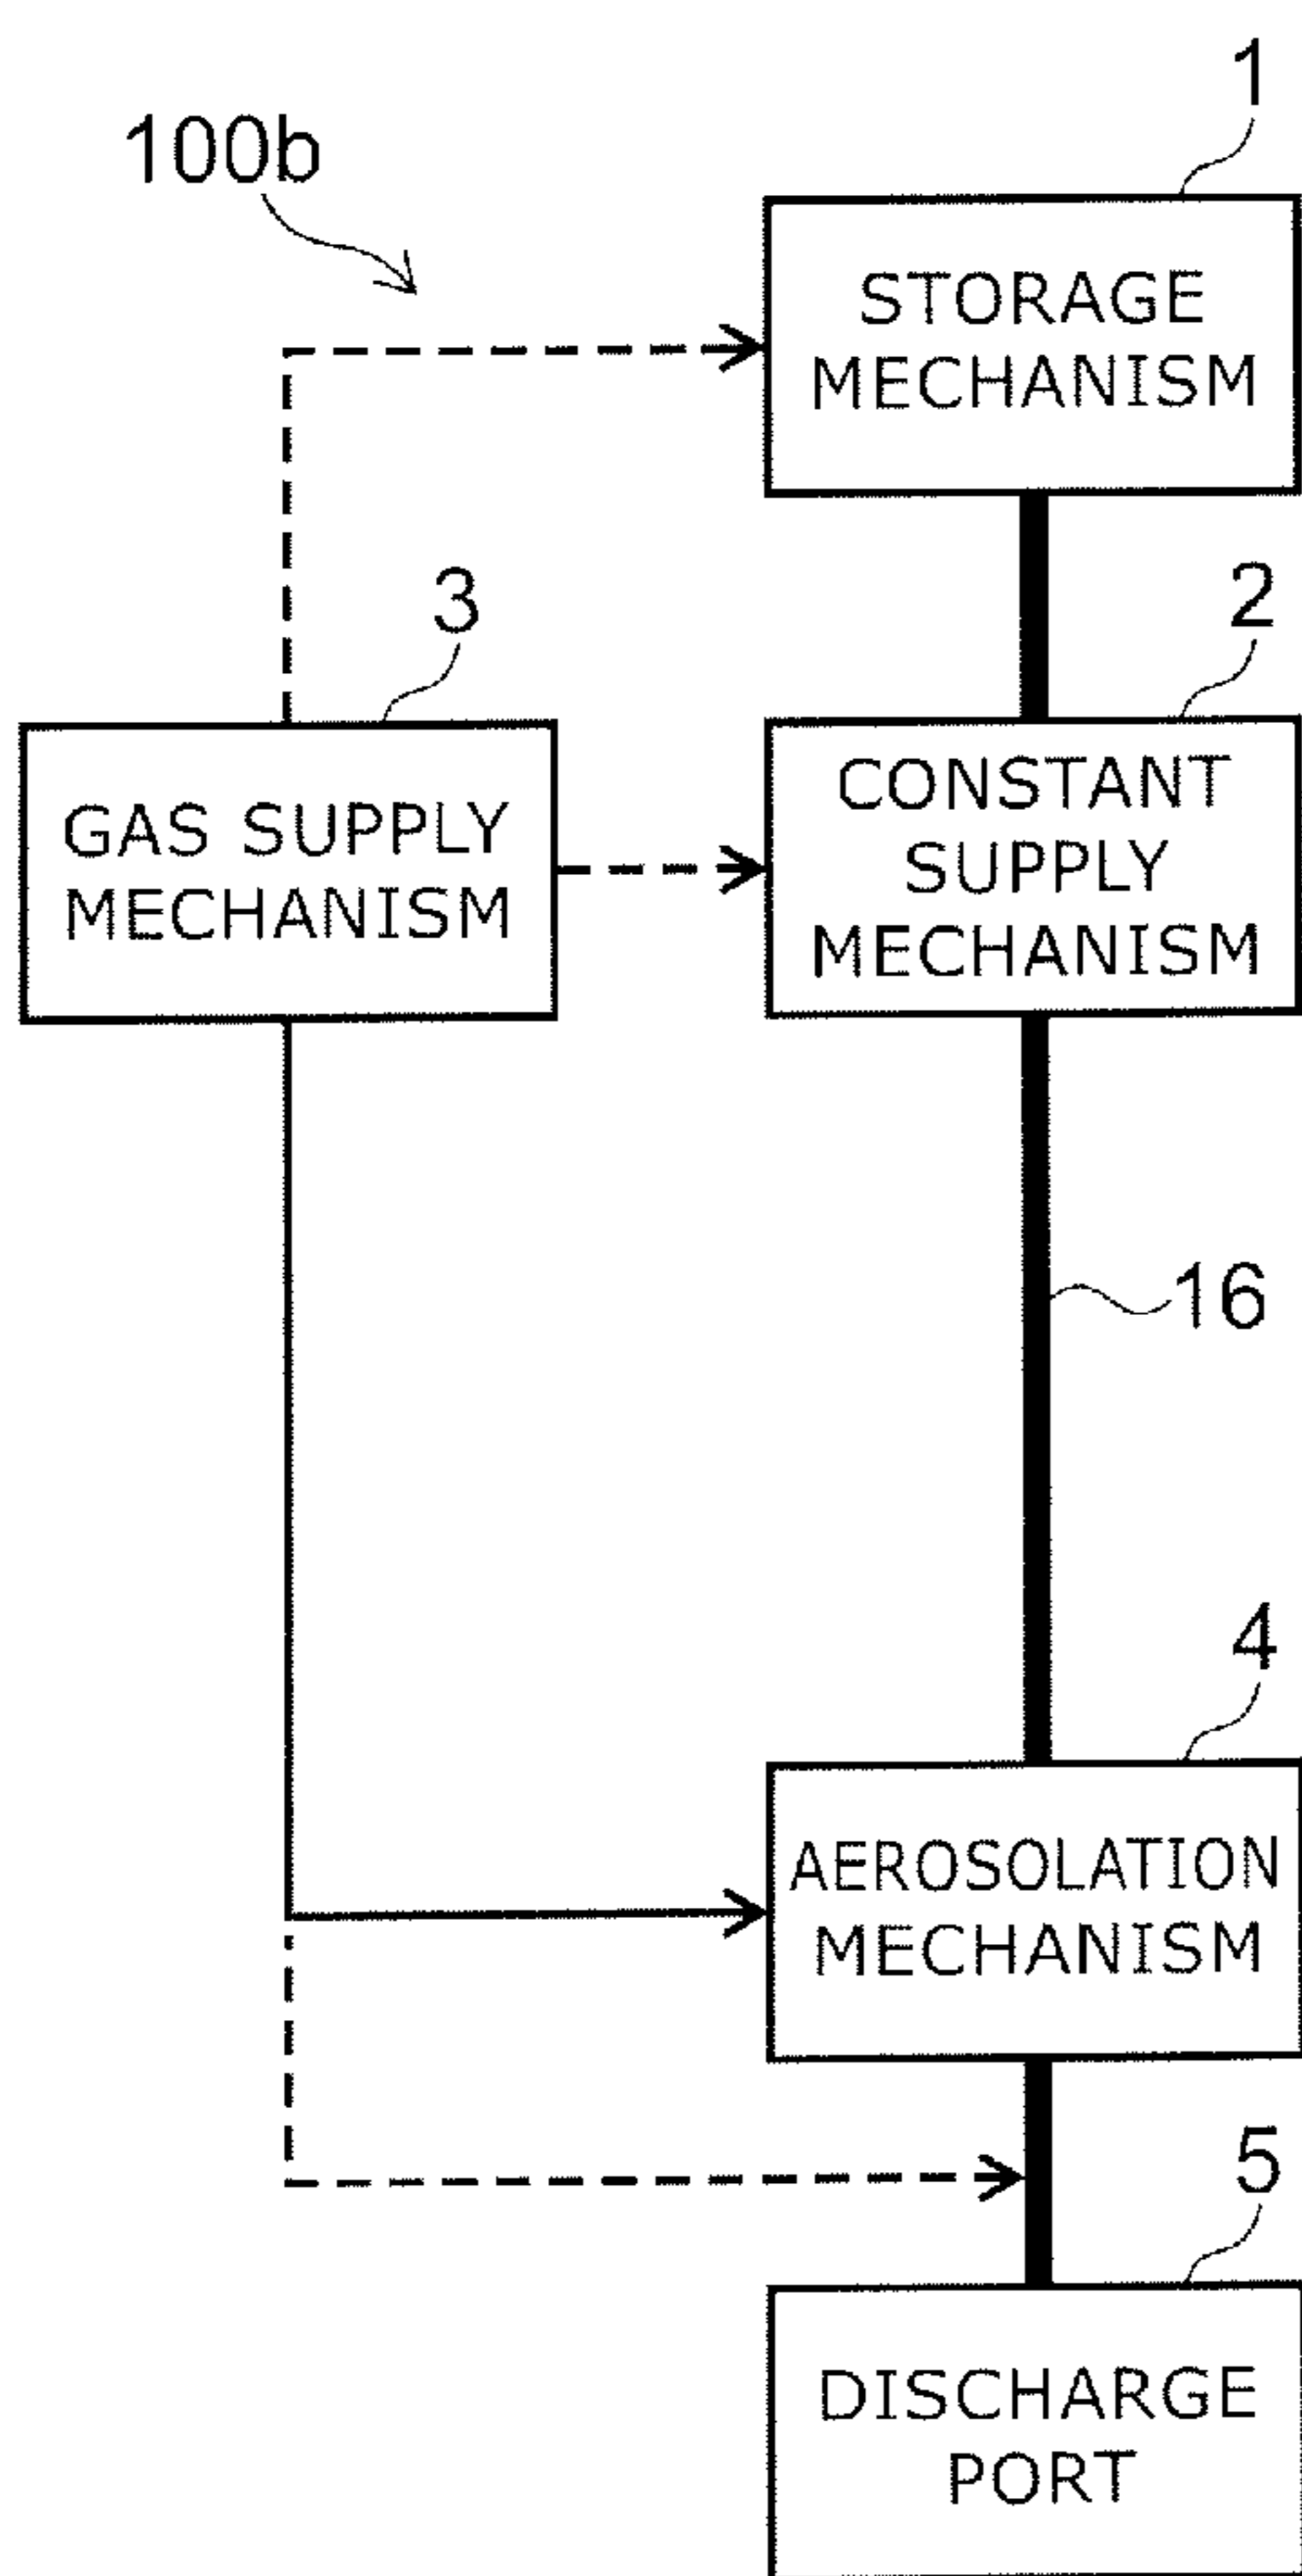 1
100b
STORAGE
MECHANISM
3
2
GAS SUPPLY
MECHANISM
CONSTANT
SUPPLY
MECHANISM
16
4
AEROSOLATION
MECHANISM
5
DISCHARGE
PORT